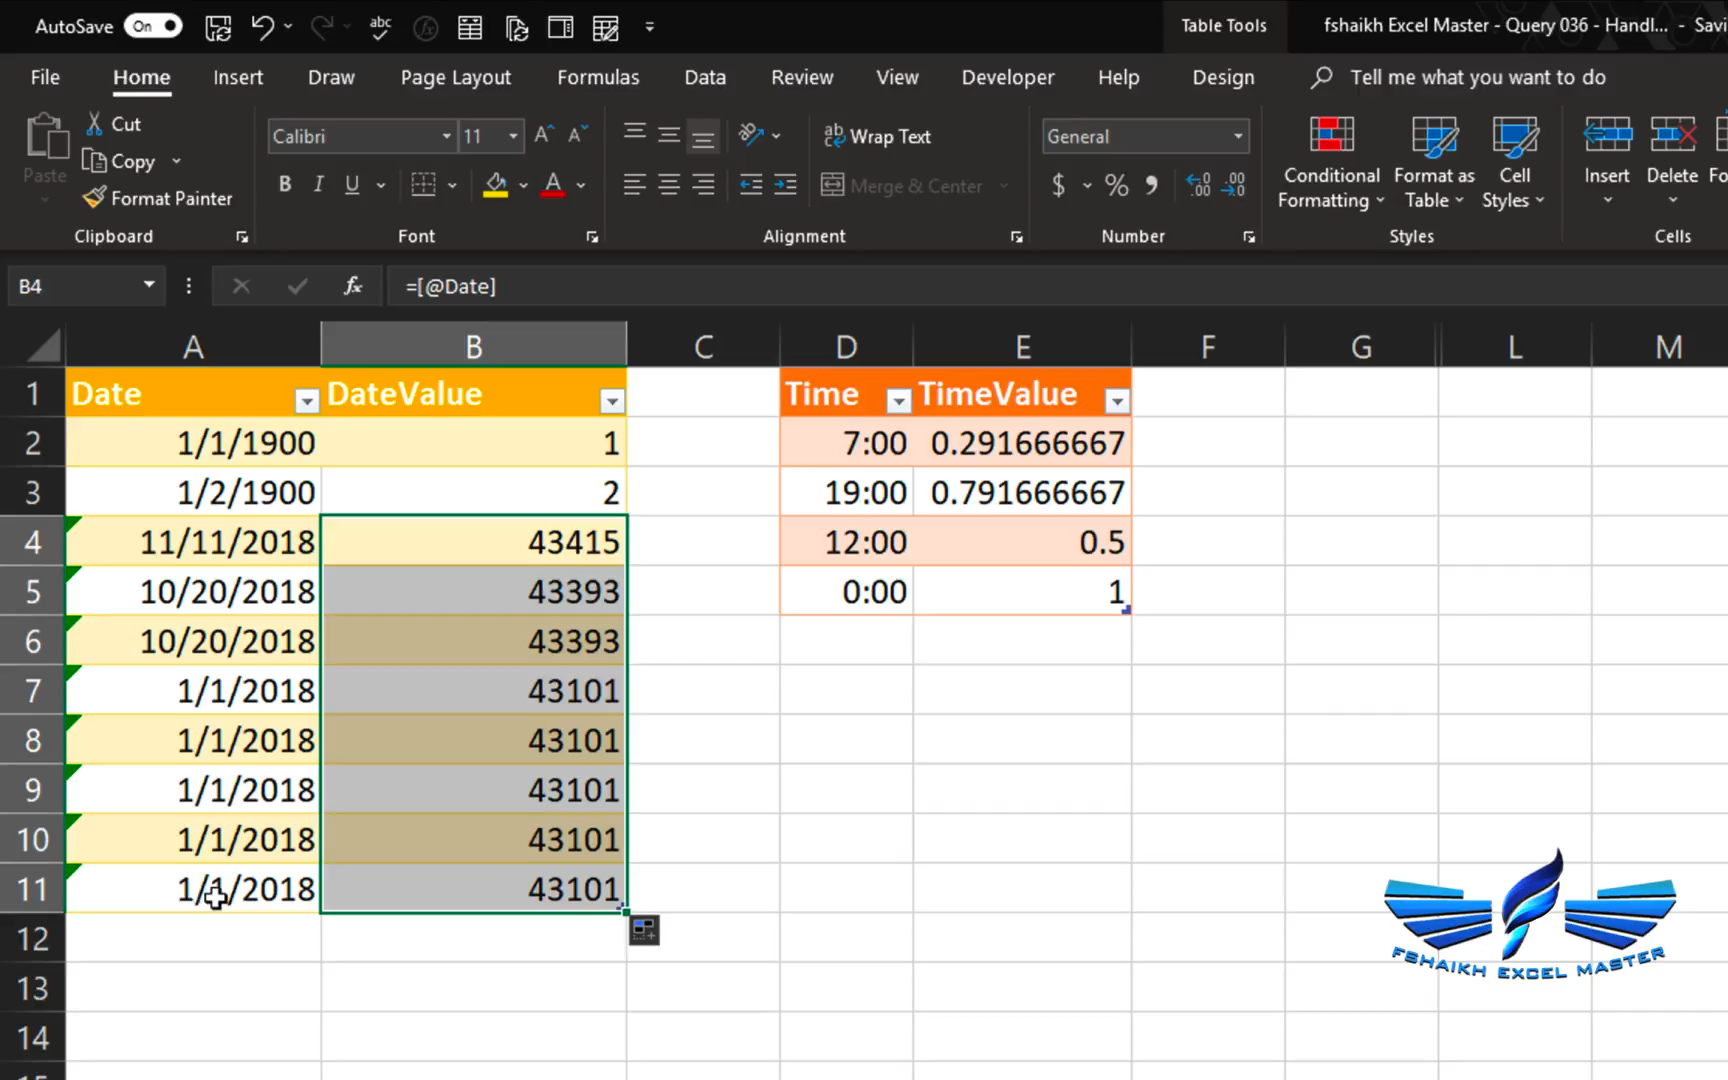 AutoSave On abc Table Tools fshaikh Excel Master - Query 036 - Handl... - Savi
File Home Insert Draw Page Layout Formulas Data Review View Developer Help Design Tell me what you want to do
Paste Cut
Copy
Format Painter
Clipboard
Calibri 11 A A
B I U A
Font
ab Wrap Text
Merge & Center
Alignment
General
$ % , .00 .00
Number
Conditional Formatting
Format as Table
Cell Styles
Styles
Insert Delete Fo
Cells
B4 fx =[@Date]
A B C D E F G L M
1 Date DateValue Time TimeValue
2 1/1/1900 1 7:00 0.291666667
3 1/2/1900 2 19:00 0.791666667
4 11/11/2018 43415 12:00 0.5
5 10/20/2018 43393 0:00 1
6 10/20/2018 43393
7 1/1/2018 43101
8 1/1/2018 43101
9 1/1/2018 43101
10 1/1/2018 43101
11 1/1/2018 43101
12
13
14
FSHAIKH EXCEL MASTER